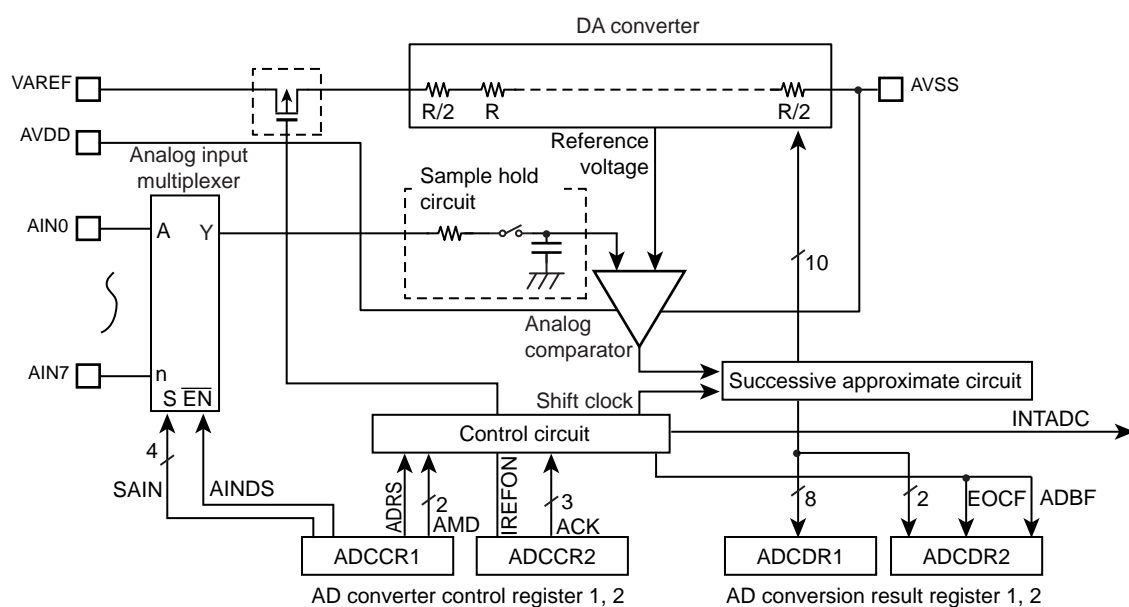 DA converter
VAREF
AVSS
R/2
R
R/2
AVDD
Reference
voltage
Analog input
multiplexer
Sample hold
circuit
AIN0
A
Y
10
Analog
comparator
AIN7
n
S
EN
Successive approximate circuit
Shift clock
INTADC
Control circuit
4
SAIN
AINDS
ADRS
2
AMD
IREFON
3
ACK
8
2
EOCF
ADBF
ADCCR1
ADCCR2
ADCDR1
ADCDR2
AD converter control register 1, 2
AD conversion result register 1, 2